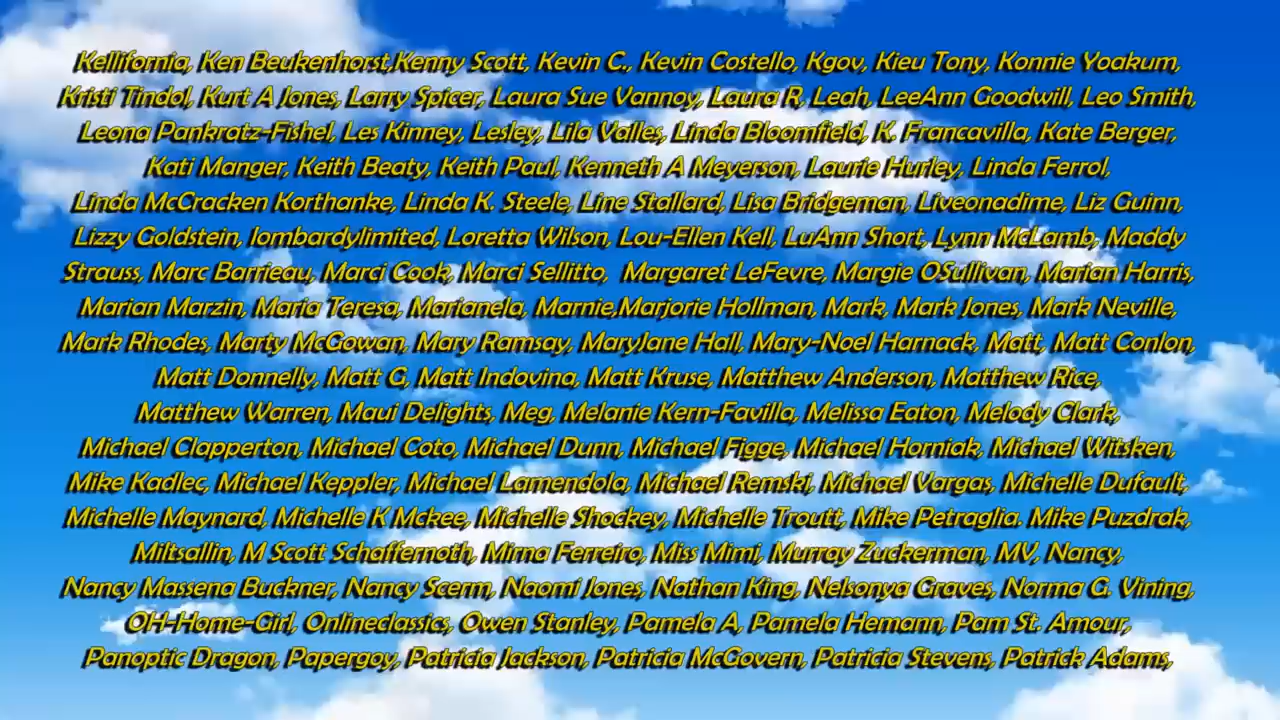 Kellifornia, Ken Beukenhorst,Kenny Scott, Kevin C., Kevin Costello, Kgov, Kieu Tony, Konnie Yoakum,
Kristi Tindol, Kurt A Jones, Larry Spicer, Laura Sue Vannoy, Laura R, Leah, LeeAnn Goodwill, Leo Smith,
Leona Pankratz-Fishel, Les Kinney, Lesley, Lila Valles, Linda Bloomfield, K. Francavilla, Kate Berger,
Kati Manger, Keith Beaty, Keith Paul, Kenneth A Meyerson, Laurie Hurley, Linda Ferrol,
Linda McCracken Korthanke, Linda K. Steele, Line Stallard, Lisa Bridgeman, Liveonadime, Liz Guinn,
Lizzy Goldstein, lombardylimited, Loretta Wilson, Lou-Ellen Kell, LuAnn Short, Lynn McLamb, Maddy
Strauss, Marc Barrieau, Marci Cook, Marci Sellitto, Margaret LeFevre, Margie OSullivan, Marian Harris,
Marian Marzin, Maria Teresa, Marianela, Marnie,Marjorie Hollman, Mark, Mark Jones, Mark Neville,
Mark Rhodes, Marty McGowan, Mary Ramsay, MaryJane Hall, Mary-Noel Harnack, Matt, Matt Conlon,
Matt Donnelly, Matt G, Matt Indovina, Matt Kruse, Matthew Anderson, Matthew Rice,
Matthew Warren, Maui Delights, Meg, Melanie Kern-Favilla, Melissa Eaton, Melody Clark,
Michael Clapperton, Michael Coto, Michael Dunn, Michael Figge, Michael Horniak, Michael Witsken,
Mike Kadlec, Michael Keppler, Michael Lamendola, Michael Remski, Michael Vargas, Michelle Dufault,
Michelle Maynard, Michelle K Mckee, Michelle Shockey, Michelle Troutt, Mike Petraglia. Mike Puzdrak,
Miltsallin, M Scott Schaffernoth, Mirna Ferreiro, Miss Mimi, Murray Zuckerman, MV, Nancy,
Nancy Massena Buckner, Nancy Scerm, Naomi Jones, Nathan King, Nelsonya Graves, Norma G. Vining,
OH-Home-Girl, Onlineclassics, Owen Stanley, Pamela A, Pamela Hemann, Pam St. Amour,
Panoptic Dragon, Papergoy, Patricia Jackson, Patricia McGovern, Patricia Stevens, Patrick Adams,